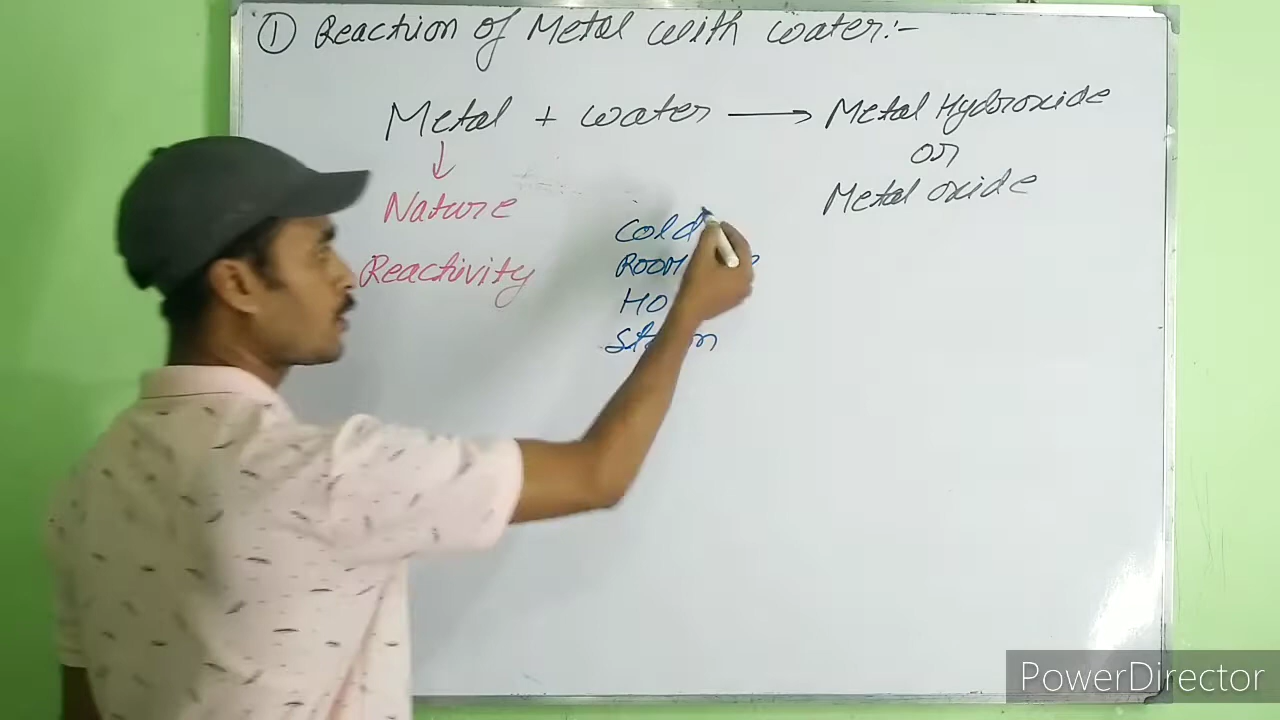 ① Reaction of Metal with water:-
Metal + water → Metal Hydroxide
or
Metal oxide
↓
Nature
Reactivity
Cold
PowerDirector